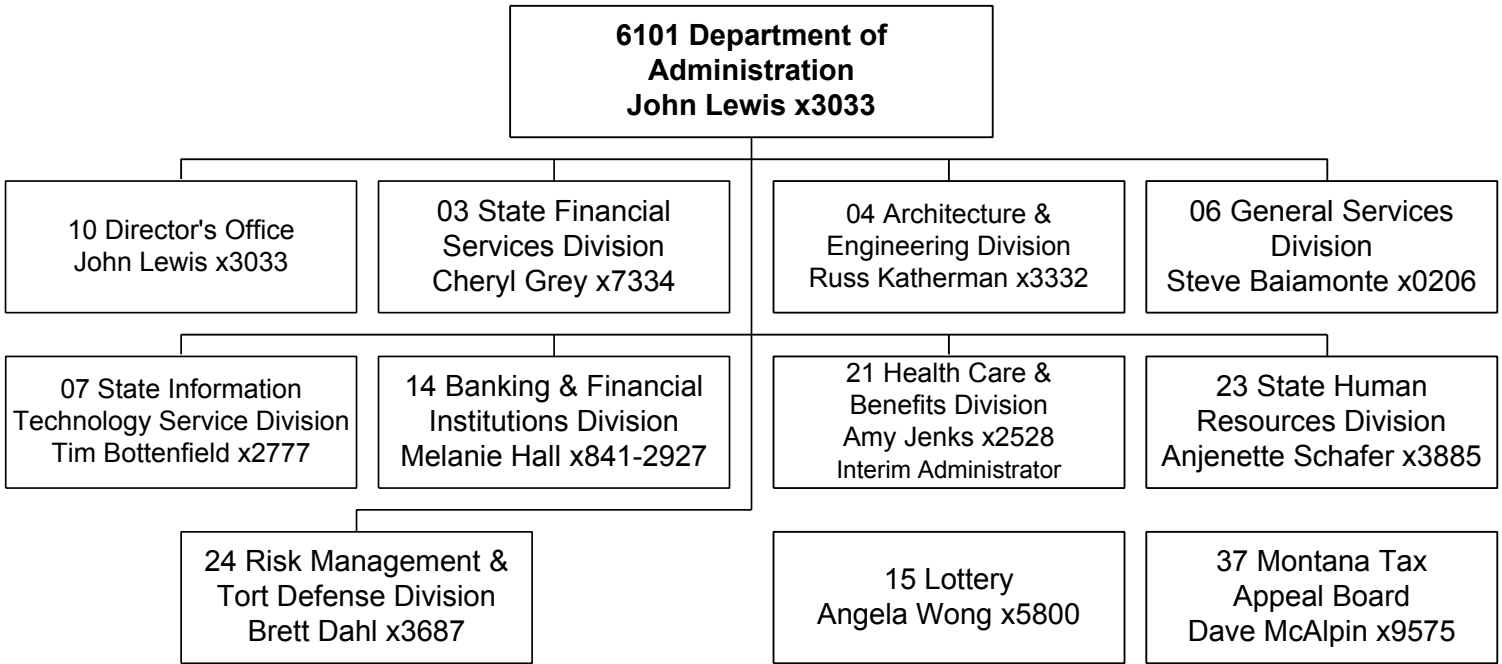 6101 Department of
Administration
John Lewis x3033
10 Director's Office
John Lewis x3033
03 State Financial
Services Division
Cheryl Grey x7334
04 Architecture &
Engineering Division
Russ Katherman x3332
06 General Services
Division
Steve Baiamonte x0206
07 State Information
Technology Service Division
Tim Bottenfield x2777
14 Banking & Financial
Institutions Division
Melanie Hall x841-2927
21 Health Care &
Benefits Division
Amy Jenks x2528
Interim Administrator
23 State Human
Resources Division
Anjenette Schafer x3885
24 Risk Management &
Tort Defense Division
Brett Dahl x3687
15 Lottery
Angela Wong x5800
37 Montana Tax
Appeal Board
Dave McAlpin x9575